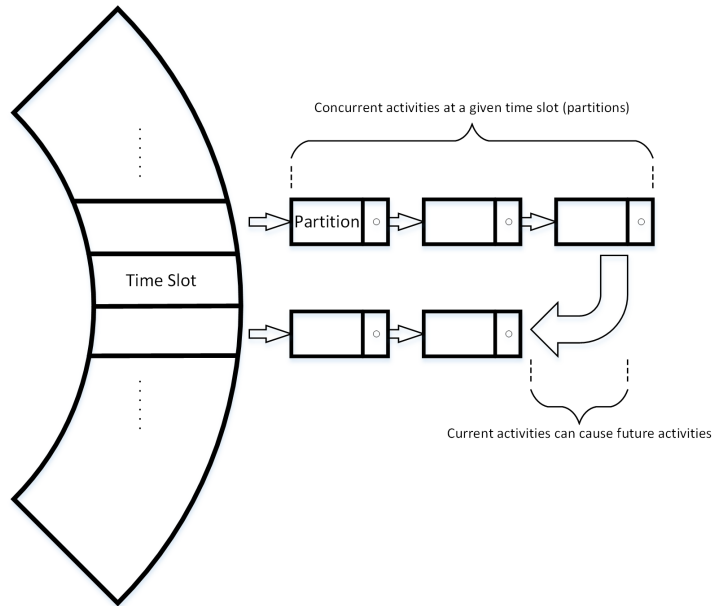 Concurrent activities at a given time slot (partitions)
Partition
Time Slot
Current activities can cause future activities